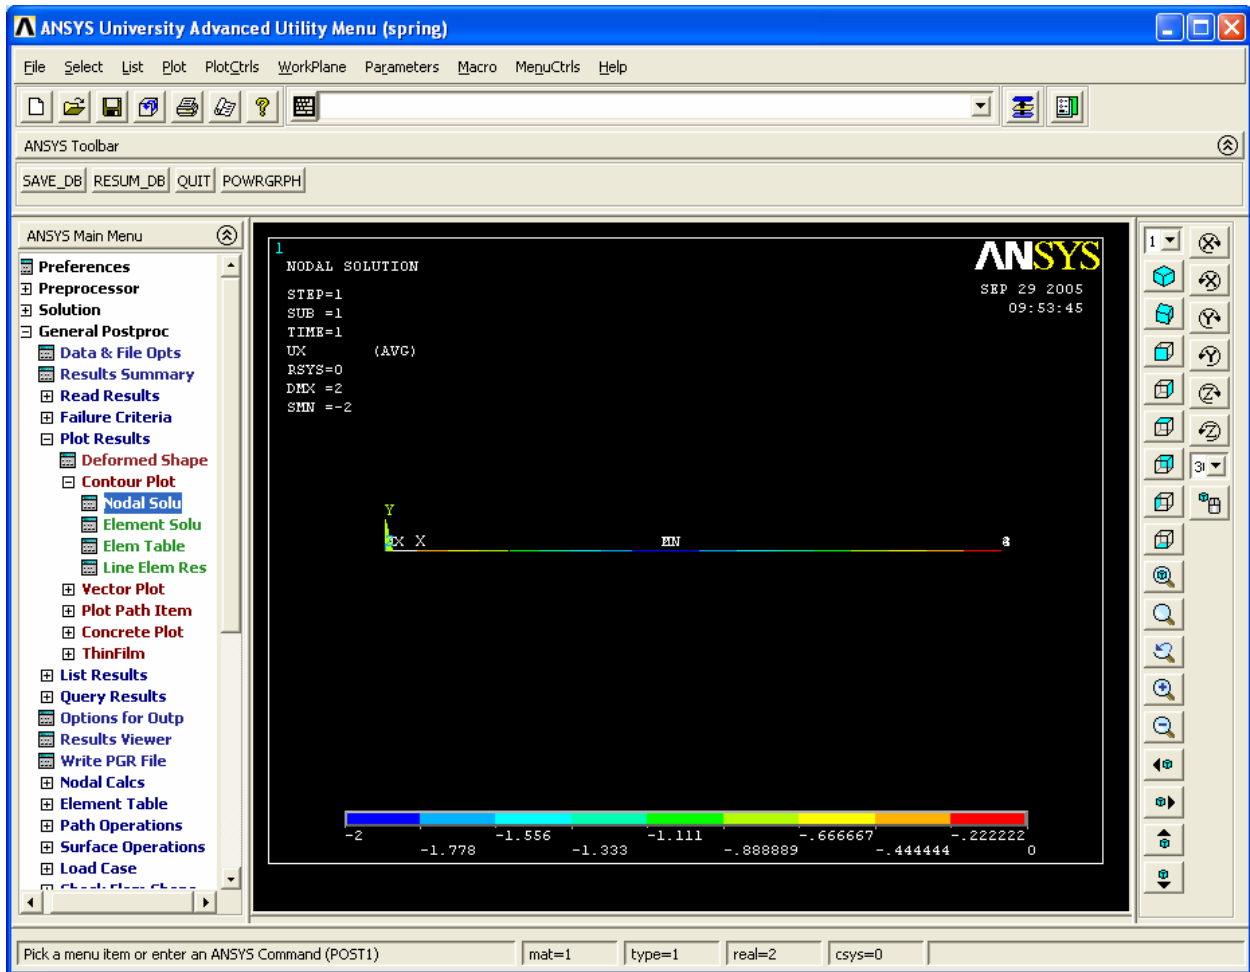 ANSYS University Advanced Utility Menu (spring)
File Select List Plot PlotCtrls WorkPlane Parameters Macro MenuCtrls Help
ANSYS Toolbar
SAVE_DB RESUM_DB QUIT POWRGRPH
ANSYS Main Menu
Preferences
Preprocessor
Solution
General Postproc
Data & File Opts
Results Summary
Read Results
Failure Criteria
Plot Results
Deformed Shape
Contour Plot
Nodal Solu
Element Solu
Elem Table
Line Elem Res
Vector Plot
Plot Path Item
Concrete Plot
ThinFilm
List Results
Query Results
Options for Outp
Results Viewer
Write PGR File
Nodal Calcs
Element Table
Path Operations
Surface Operations
Load Case
1
NODAL SOLUTION
STEP=1
SUB =1
TIME=1
UX (AVG)
RSYS=0
DMX =2
SMN =-2
ANSYS
SEP 29 2005
09:53:45
Y
X X
-2 -1.556 -1.111 -.666667 -.222222
-1.778 -1.333 -.888889 -.444444 0
1
X
X
Y
Y
Z
Z
Pick a menu item or enter an ANSYS Command (POST1) mat=1 type=1 real=2 csys=0